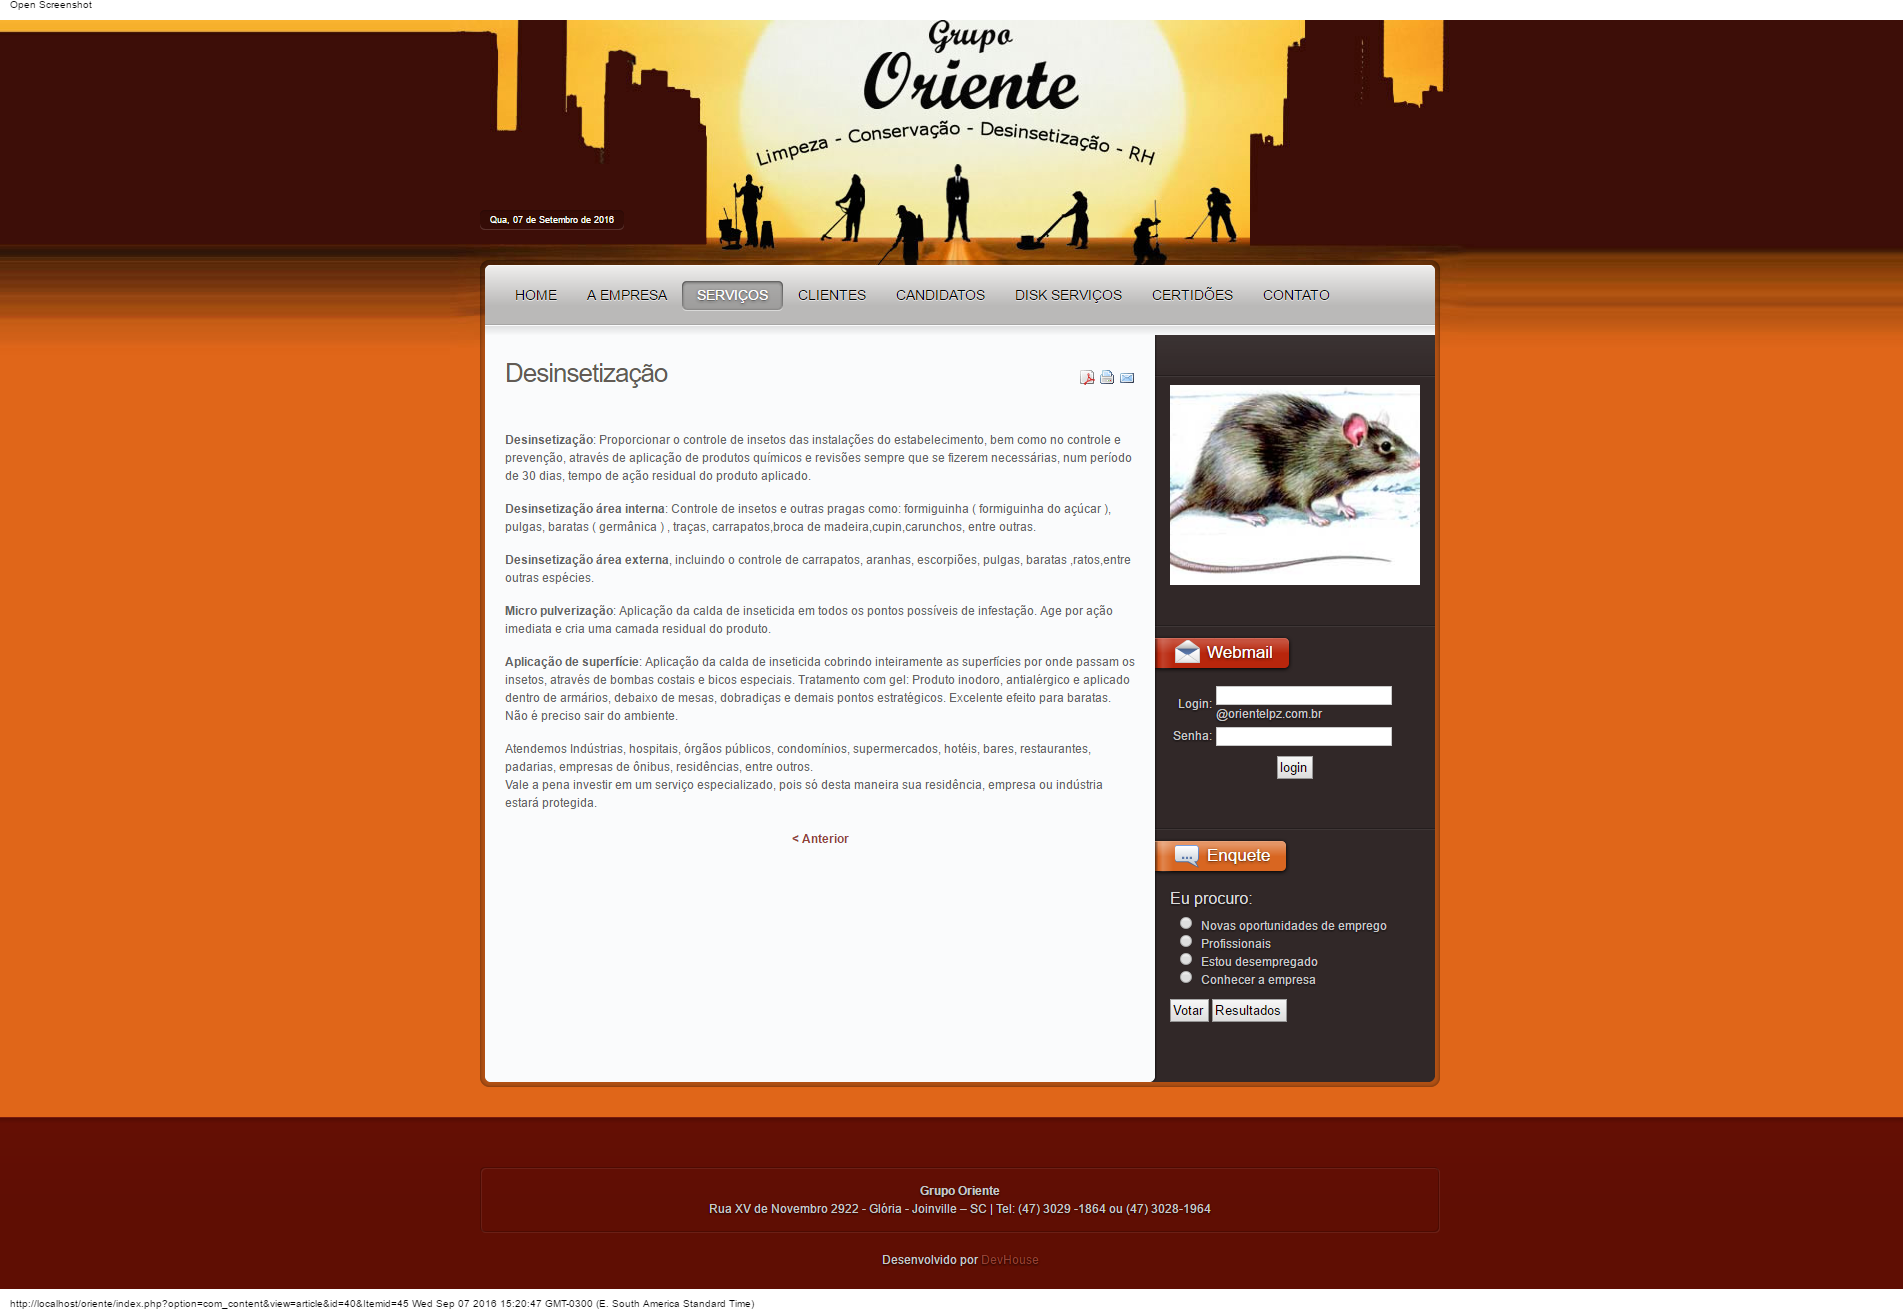 Open Screenshot
Grupo
Oriente
Limpeza - Conservação - Desinsetização - RH
Qua, 07 de Setembro de 2016
HOME A EMPRESA SERVIÇOS CLIENTES CANDIDATOS DISK SERVIÇOS CERTIDÕES CONTATO
Desinsetização
Desinsetização: Proporcionar o controle de insetos das instalações do estabelecimento, bem como no controle e
prevenção, através de aplicação de produtos químicos e revisões sempre que se fizerem necessárias, num período
de 30 dias, tempo de ação residual do produto aplicado.
Desinsetização área interna: Controle de insetos e outras pragas como: formiguinha ( formiguinha do açúcar ),
pulgas, baratas ( germânica ) , traças, carrapatos,broca de madeira,cupin,carunchos, entre outras.
Desinsetização área externa, incluindo o controle de carrapatos, aranhas, escorpiões, pulgas, baratas ,ratos,entre
outras espécies.
Micro pulverização: Aplicação da calda de inseticida em todos os pontos possíveis de infestação. Age por ação
imediata e cria uma camada residual do produto.
Aplicação de superfície: Aplicação da calda de inseticida cobrindo inteiramente as superfícies por onde passam os
insetos, através de bombas costais e bicos especiais. Tratamento com gel: Produto inodoro, antialérgico e aplicado
dentro de armários, debaixo de mesas, dobradiças e demais pontos estratégicos. Excelente efeito para baratas.
Não é preciso sair do ambiente.
Atendemos Indústrias, hospitais, órgãos públicos, condomínios, supermercados, hotéis, bares, restaurantes,
padarias, empresas de ônibus, residências, entre outros.
Vale a pena investir em um serviço especializado, pois só desta maneira sua residência, empresa ou indústria
estará protegida.
< Anterior
Webmail
Login:
@orientelpz.com.br
Senha:
login
Enquete
Eu procuro:
Novas oportunidades de emprego
Profissionais
Estou desempregado
Conhecer a empresa
Votar Resultados
Grupo Oriente
Rua XV de Novembro 2922 - Glória - Joinville – SC | Tel: (47) 3029 -1864 ou (47) 3028-1964
Desenvolvido por DevHouse
http://localhost/oriente/index.php?option=com_content&view=article&id=40&Itemid=45 Wed Sep 07 2016 15:20:47 GMT-0300 (E. South America Standard Time)